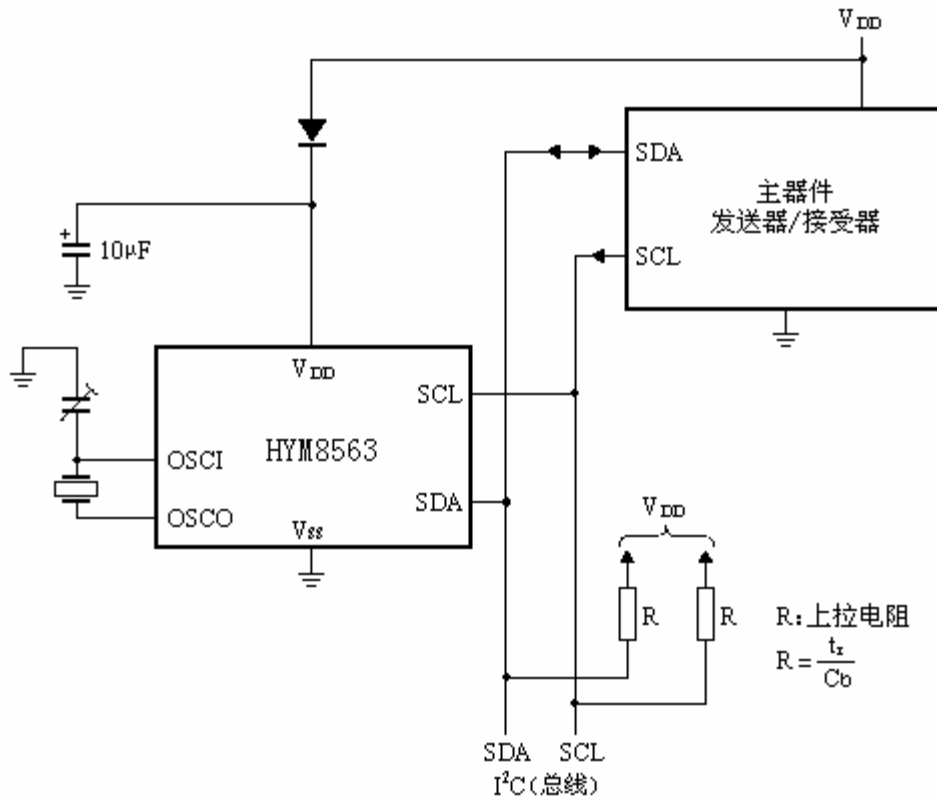 VDD
SDA
主器件
发送器/接受器
SCL
+
10μF
VDD
SCL
HYM8563
OSCI
SDA
OSCO
Vss
VDD
R
R
R:上拉电阻
R=tr/Cb
SDA SCL
I²C(总线)